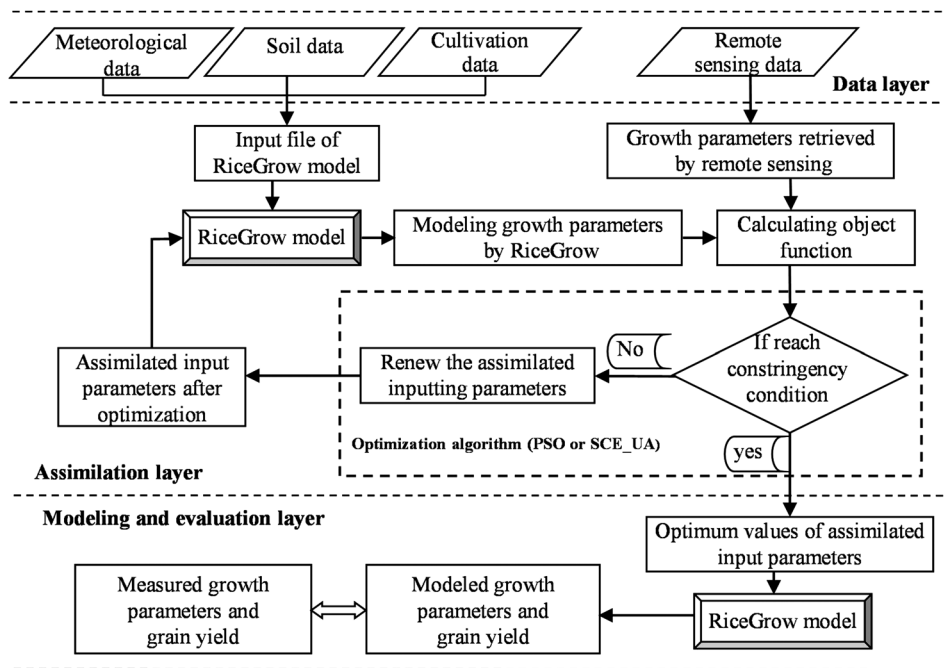 Meteorological
data
Soil data
Cultivation
data
Remote
sensing data
Data layer
Input file of
RiceGrow model
Growth parameters retrieved
by remote sensing
RiceGrow model
Modeling growth parameters
by RiceGrow
Calculating object
function
If reach
constringency
condition
No
Renew the assimilated
inputting parameters
Assimilated input
parameters after
optimization
Optimization algorithm (PSO or SCE_UA)
yes
Assimilation layer
Modeling and evaluation layer
Optimum values of assimilated
input parameters
RiceGrow model
Modeled growth
parameters and
grain yield
Measured growth
parameters and
grain yield